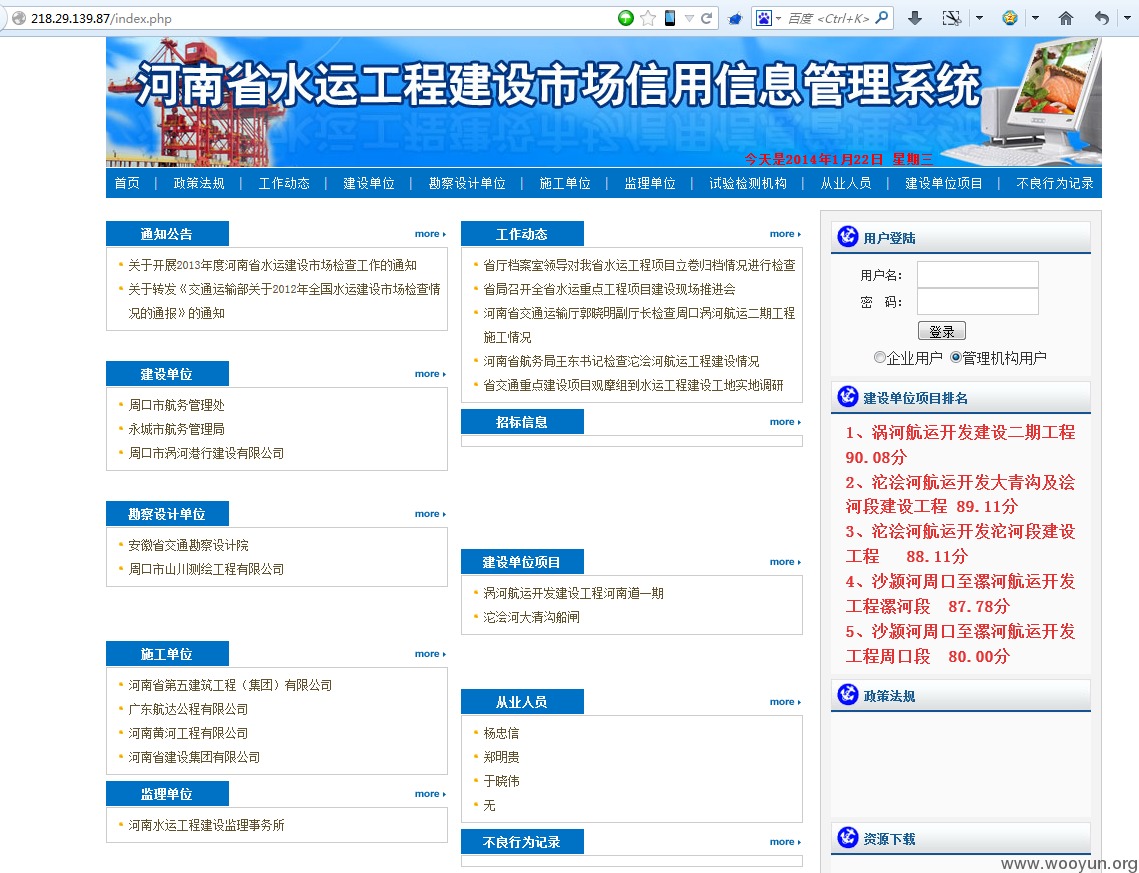 218.29.139.87/index.php
百度 <Ctrl+K>
河南省水运工程建设市场信用信息管理系统
今天是2014年1月22日 星期三
首页 | 政策法规 | 工作动态 | 建设单位 | 勘察设计单位 | 施工单位 | 监理单位 | 试验检测机构 | 从业人员 | 建设单位项目 | 不良行为记录
通知公告 more
关于开展2013年度河南省水运建设市场检查工作的通知
关于转发《交通运输部关于2012年全国水运建设市场检查情
况的通报》的通知
建设单位 more
周口市航务管理处
永城市航务管理局
周口市涡河港行建设有限公司
勘察设计单位 more
安徽省交通勘察设计院
周口市山川测绘工程有限公司
施工单位 more
河南省第五建筑工程（集团）有限公司
广东航达公程有限公司
河南黄河工程有限公司
河南省建设集团有限公司
监理单位 more
河南水运工程建设监理事务所
工作动态 more
省厅档案室领导对我省水运工程项目立卷归档情况进行检查
省局召开全省水运重点工程项目建设现场推进会
河南省交通运输厅郭晓明副厅长检查周口涡河航运二期工程
施工情况
河南省航务局王东书记检查沱浍河航运工程建设情况
省交通重点建设项目观摩组到水运工程建设工地实地调研
招标信息 more
建设单位项目 more
涡河航运开发建设工程河南道一期
沱浍河大青沟船闸
从业人员 more
杨忠信
郑明贵
于晓伟
无
不良行为记录 more
用户登陆
用户名:
密 码:
登录
企业用户 管理机构用户
建设单位项目排名
1、涡河航运开发建设二期工程
90.08分
2、沱浍河航运开发大青沟及浍
河段建设工程 89.11分
3、沱浍河航运开发沱河段建设
工程 88.11分
4、沙颍河周口至漯河航运开发
工程漯河段 87.78分
5、沙颍河周口至漯河航运开发
工程周口段 80.00分
政策法规
资源下载
www.wooyun.org